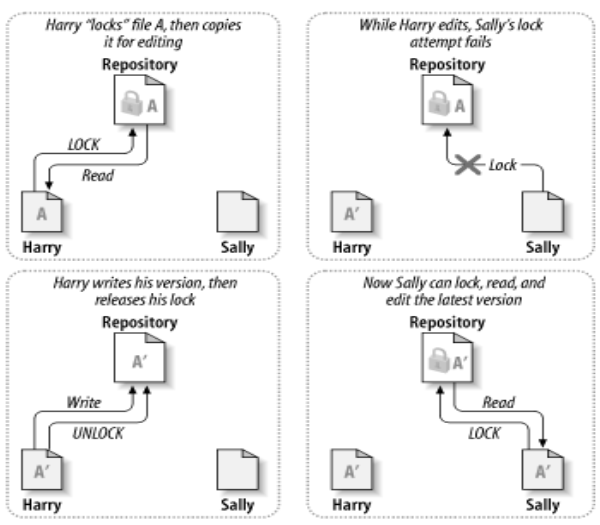 Harry "locks" file A, then copies
it for editing
Repository
A
LOCK
Read
A
Harry
Sally
While Harry edits, Sally's lock
attempt fails
Repository
A
Lock
A′
Harry
Sally
Harry writes his version, then
releases his lock
Repository
A′
Write
UNLOCK
A′
Harry
Sally
Now Sally can lock, read, and
edit the latest version
Repository
A′
Read
LOCK
A′
A′
Harry
Sally